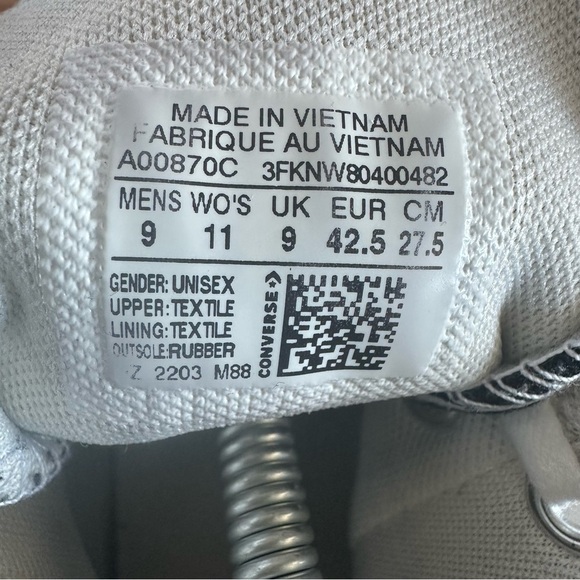 MADE IN VIETNAM
FABRIQUE AU VIETNAM
A00870C 3FKNW80400482
MENS WO'S UK EUR CM
9 11 9 42.5 27.5
GENDER: UNISEX
UPPER: TEXTILE
LINING: TEXTILE
OUTSOLE: RUBBER
Z 2203 M88
CONVERSE